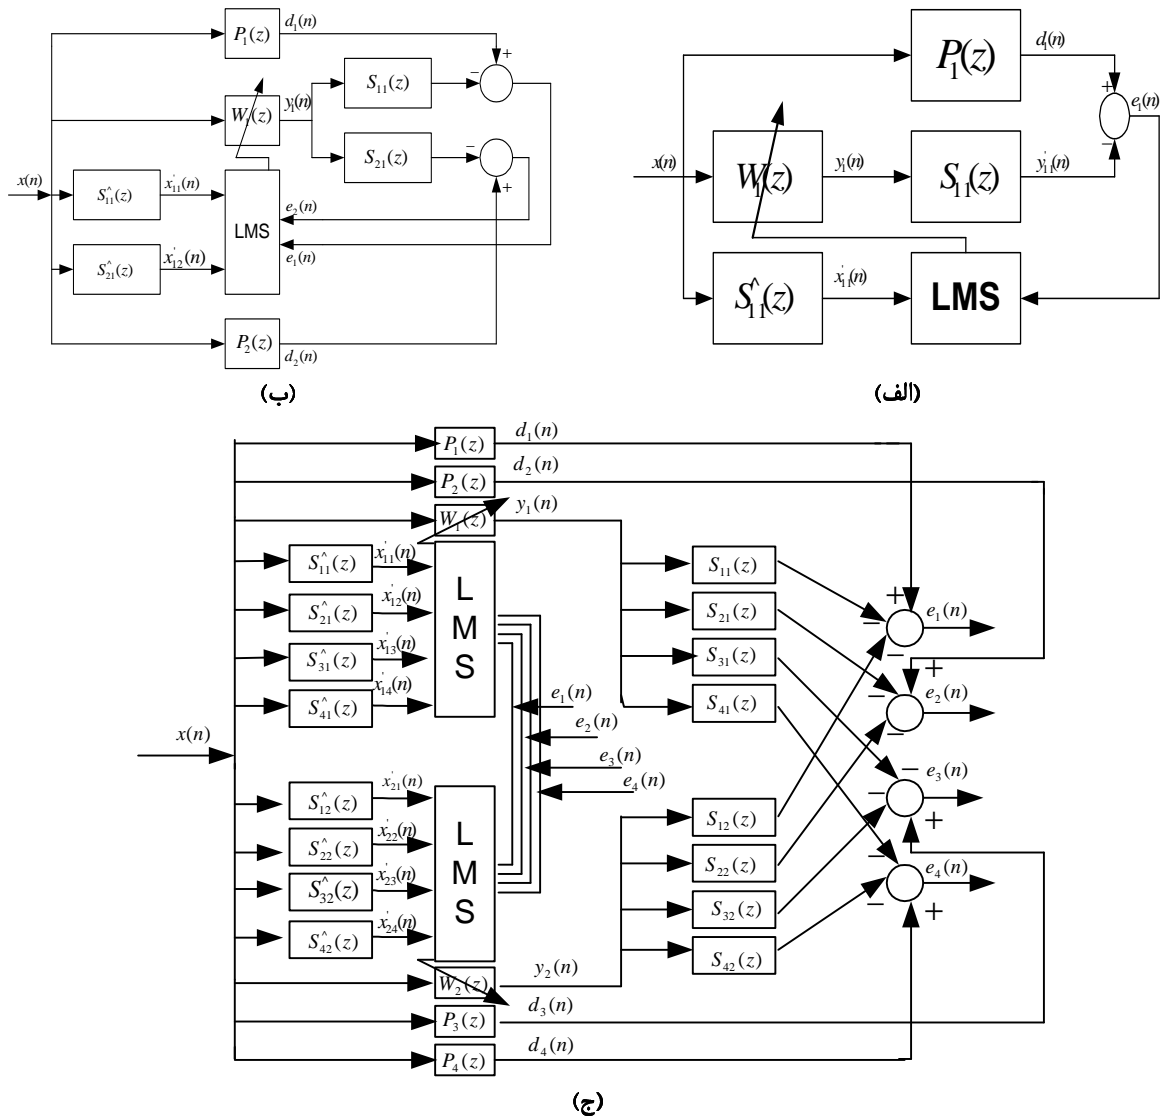 P₁(z)
d₁(n)
+
W₁(z)
y₁(n)
S₁₁(z)
−
S₂₁(z)
−
+
x(n)
S^₁₁(z)
x'₁₁(n)
LMS
e₂(n)
e₁(n)
S^₂₁(z)
x'₁₂(n)
P₂(z)
d₂(n)
(ب)
P₁(z)
d₁(n)
+
e₁(n)
−
x(n)
W₁(z)
y₁(n)
S₁₁(z)
y'₁₁(n)
S^₁₁(z)
x'₁₁(n)
LMS
(الف)
P₁(z)
d₁(n)
P₂(z)
d₂(n)
W₁(z)
y₁(n)
S^₁₁(z)
x'₁₁(n)
S^₂₁(z)
x'₁₂(n)
S^₃₁(z)
x'₁₃(n)
S^₄₁(z)
x'₁₄(n)
L
M
S
S₁₁(z)
S₂₁(z)
S₃₁(z)
S₄₁(z)
+
−
−
e₁(n)
+
−
−
e₂(n)
−
−
+
e₃(n)
−
−
+
e₄(n)
x(n)
e₁(n)
e₂(n)
e₃(n)
e₄(n)
S^₁₂(z)
x'₂₁(n)
S^₂₂(z)
x'₂₂(n)
S^₃₂(z)
x'₂₃(n)
S^₄₂(z)
x'₂₄(n)
L
M
S
S₁₂(z)
S₂₂(z)
S₃₂(z)
S₄₂(z)
W₂(z)
y₂(n)
P₃(z)
d₃(n)
P₄(z)
d₄(n)
(ج)